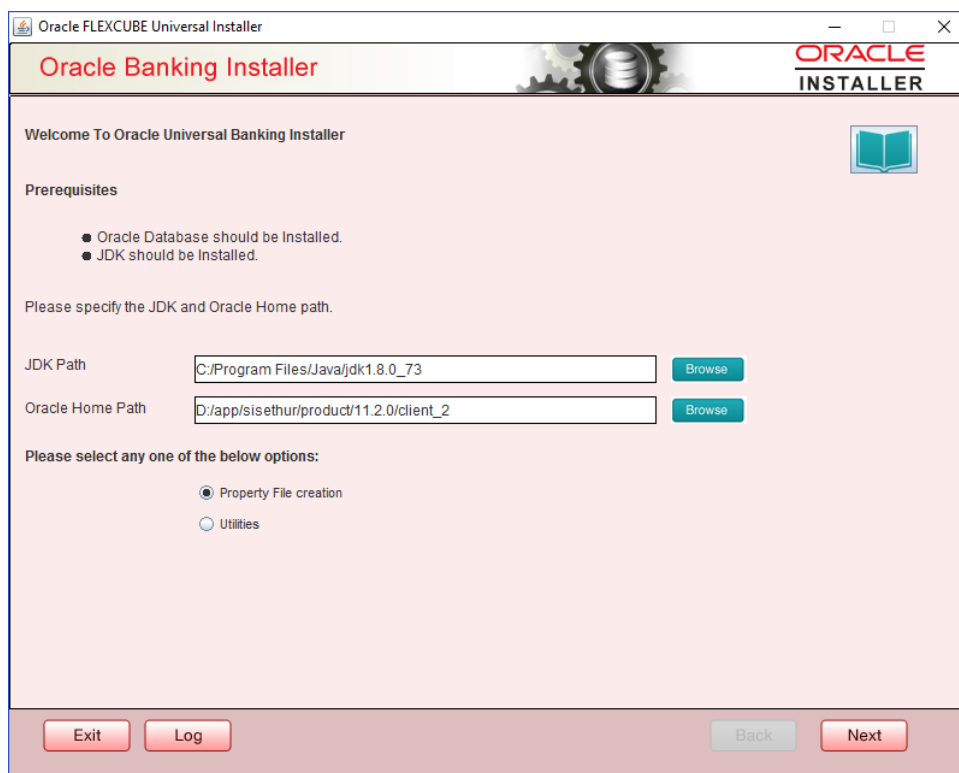 Oracle FLEXCUBE Universal Installer
Oracle Banking Installer
ORACLE
INSTALLER
Welcome To Oracle Universal Banking Installer
Prerequisites
Oracle Database should be Installed.
JDK should be Installed.
Please specify the JDK and Oracle Home path.
JDK Path C:/Program Files/Java/jdk1.8.0_73 Browse
Oracle Home Path D:/app/sisethur/product/11.2.0/client_2 Browse
Please select any one of the below options:
Property File creation
Utilities
Exit Log Back Next